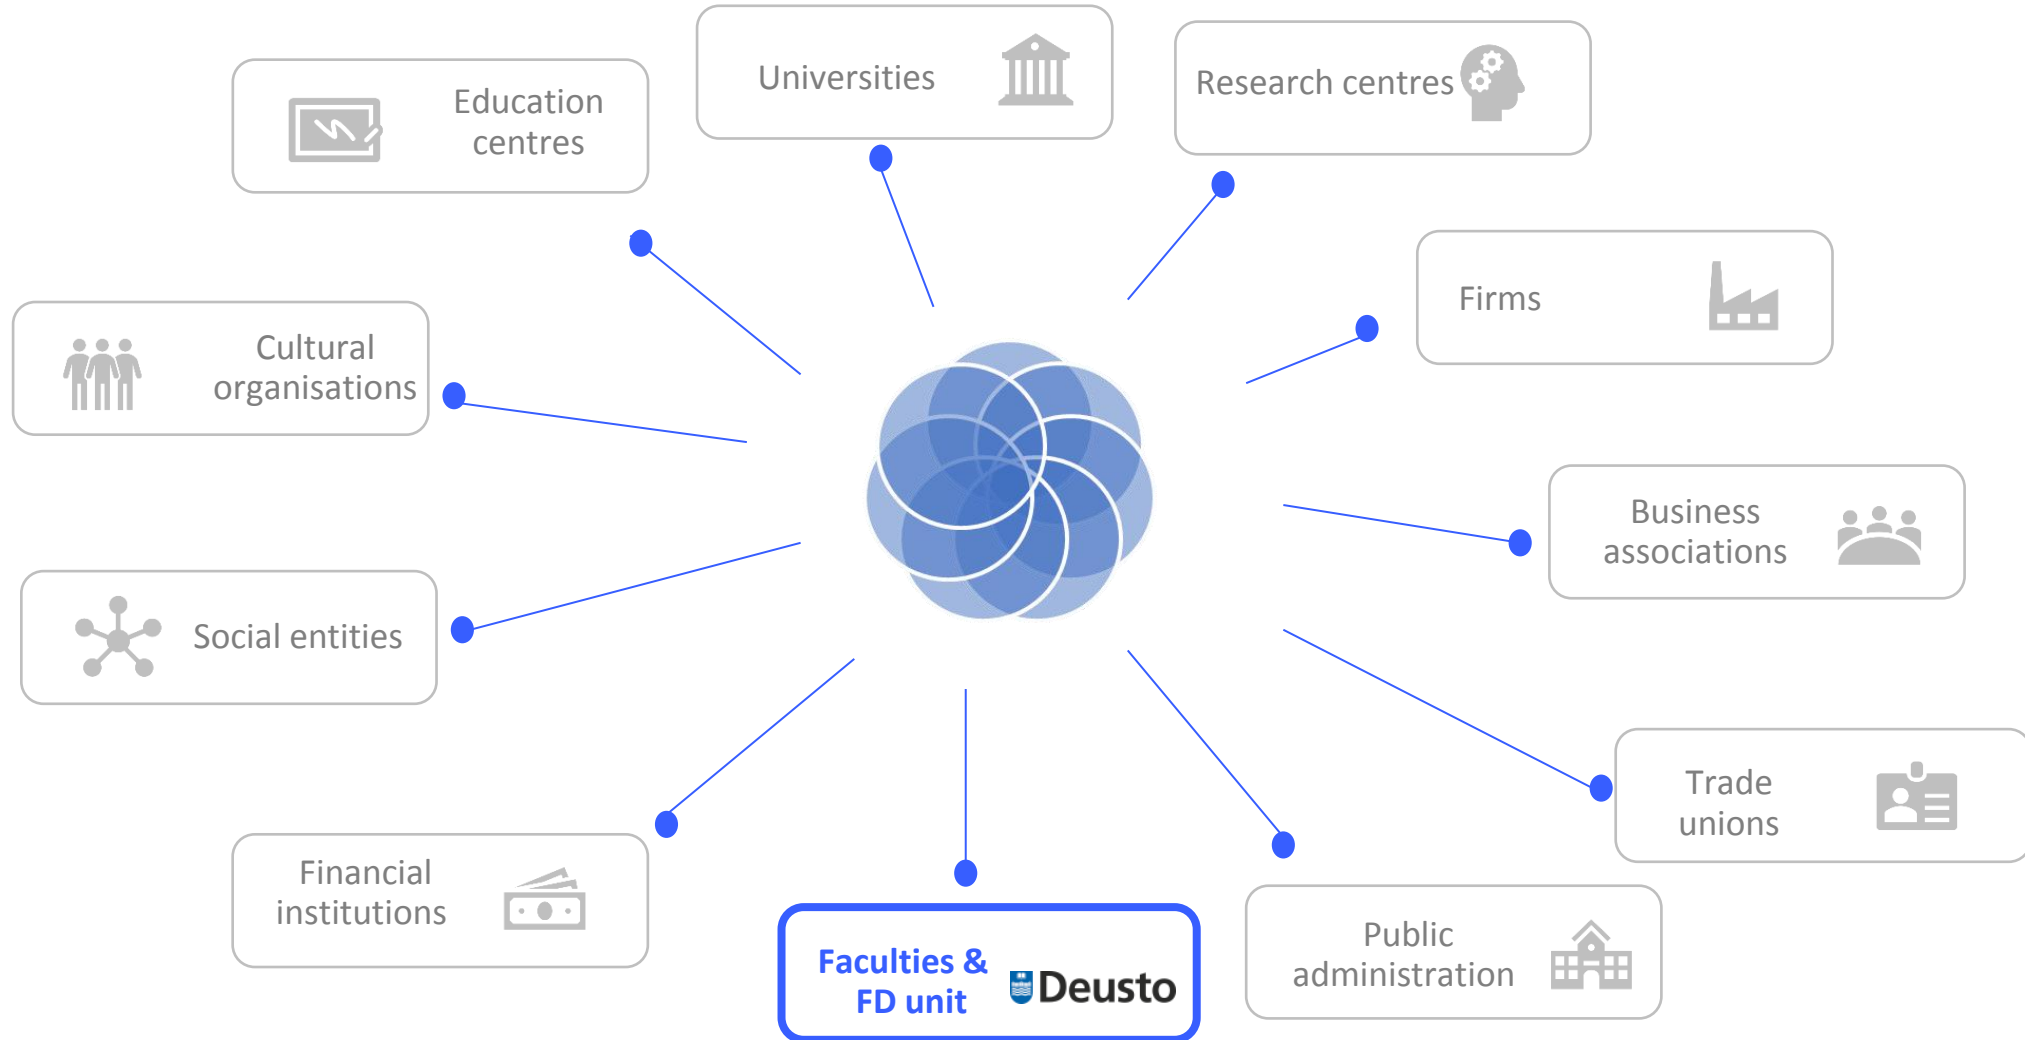 Universities
Research centres
Education
centres
Firms
Cultural
organisations
Business
associations
Social entities
Trade
unions
Financial
institutions
Public
administration
Faculties &
FD unit
Deusto